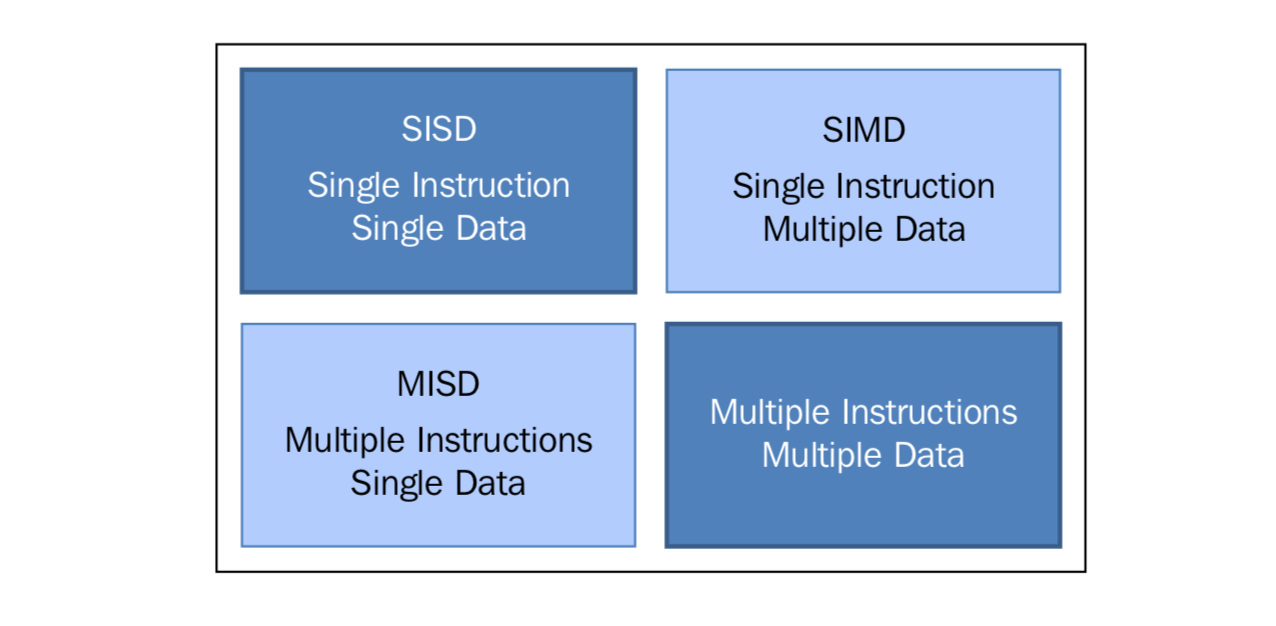 SISD
Single Instruction
Single Data
SIMD
Single Instruction
Multiple Data
MISD
Multiple Instructions
Single Data
Multiple Instructions
Multiple Data